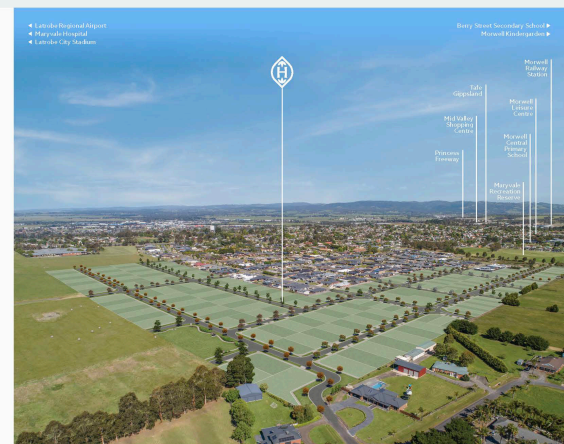 ◄ Latrobe Regional Airport
◄ Maryvale Hospital
◄ Latrobe City Stadium
Berry Street Secondary School ►
Morwell Kindergarden ►
H
Morwell
Railway
Station
Tafe
Gippsland
Morwell
Leisure
Centre
Mid Valley
Shopping
Centre
Morwell
Central
Primary
School
Princess
Freeway
Maryvale
Recreation
Reserve